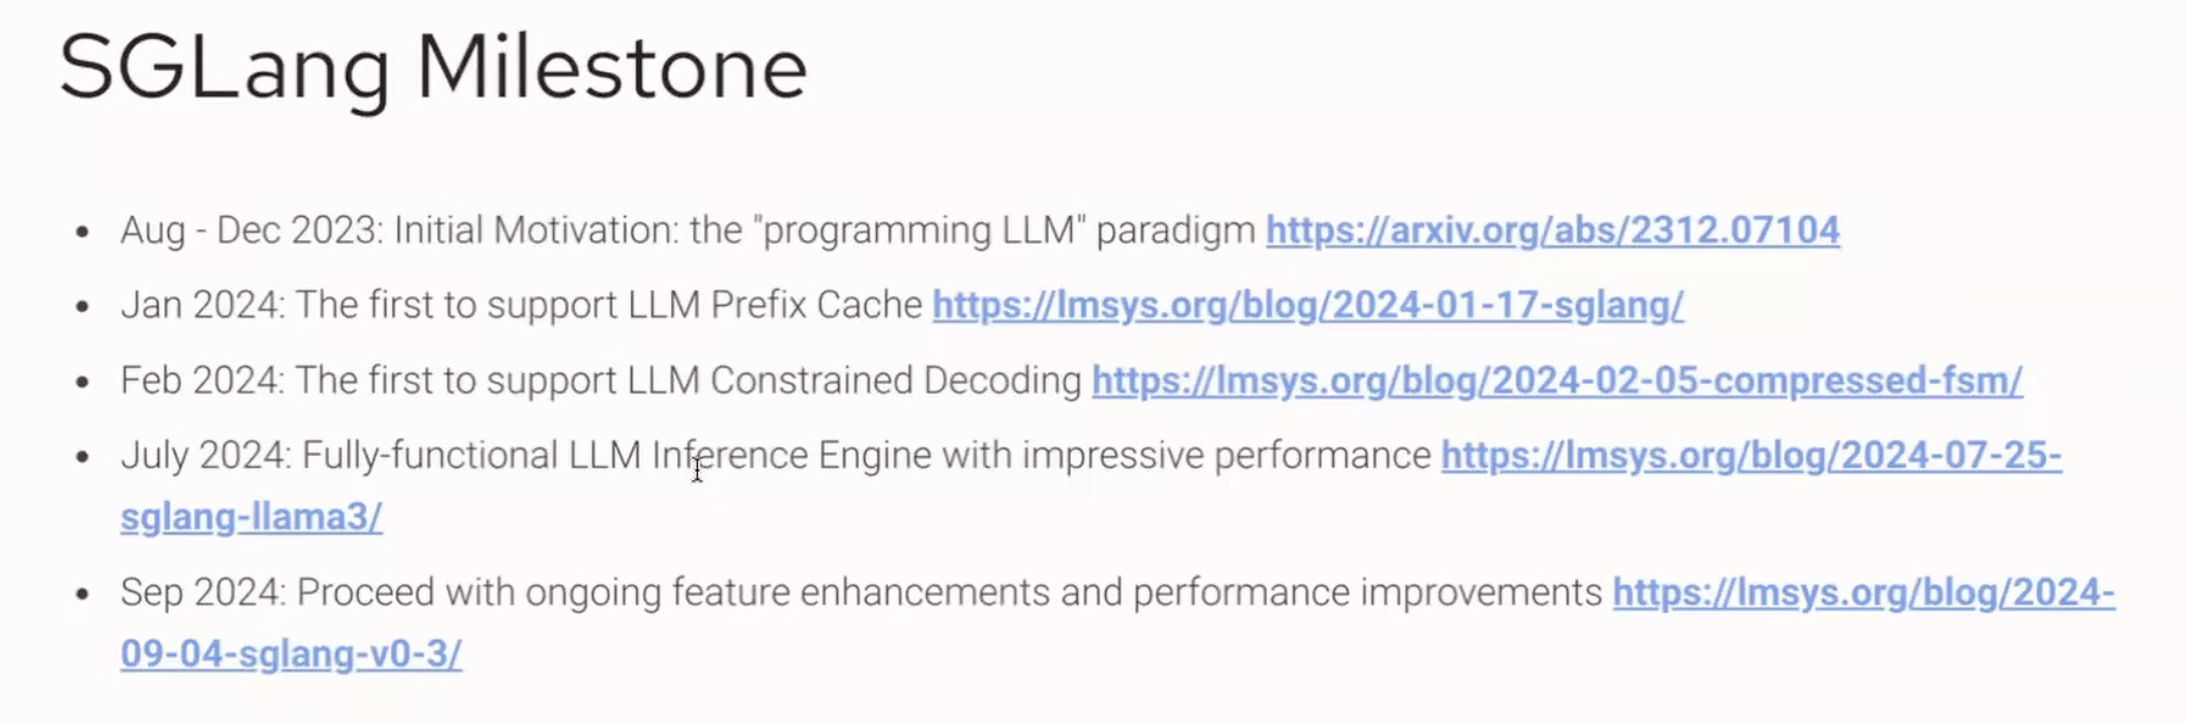 SGLang Milestone
• Aug - Dec 2023: Initial Motivation: the "programming LLM" paradigm https://arxiv.org/abs/2312.07104
• Jan 2024: The first to support LLM Prefix Cache https://lmsys.org/blog/2024-01-17-sglang/
• Feb 2024: The first to support LLM Constrained Decoding https://lmsys.org/blog/2024-02-05-compressed-fsm/
• July 2024: Fully-functional LLM Inference Engine with impressive performance https://lmsys.org/blog/2024-07-25-
sglang-llama3/
• Sep 2024: Proceed with ongoing feature enhancements and performance improvements https://lmsys.org/blog/2024-
09-04-sglang-v0-3/